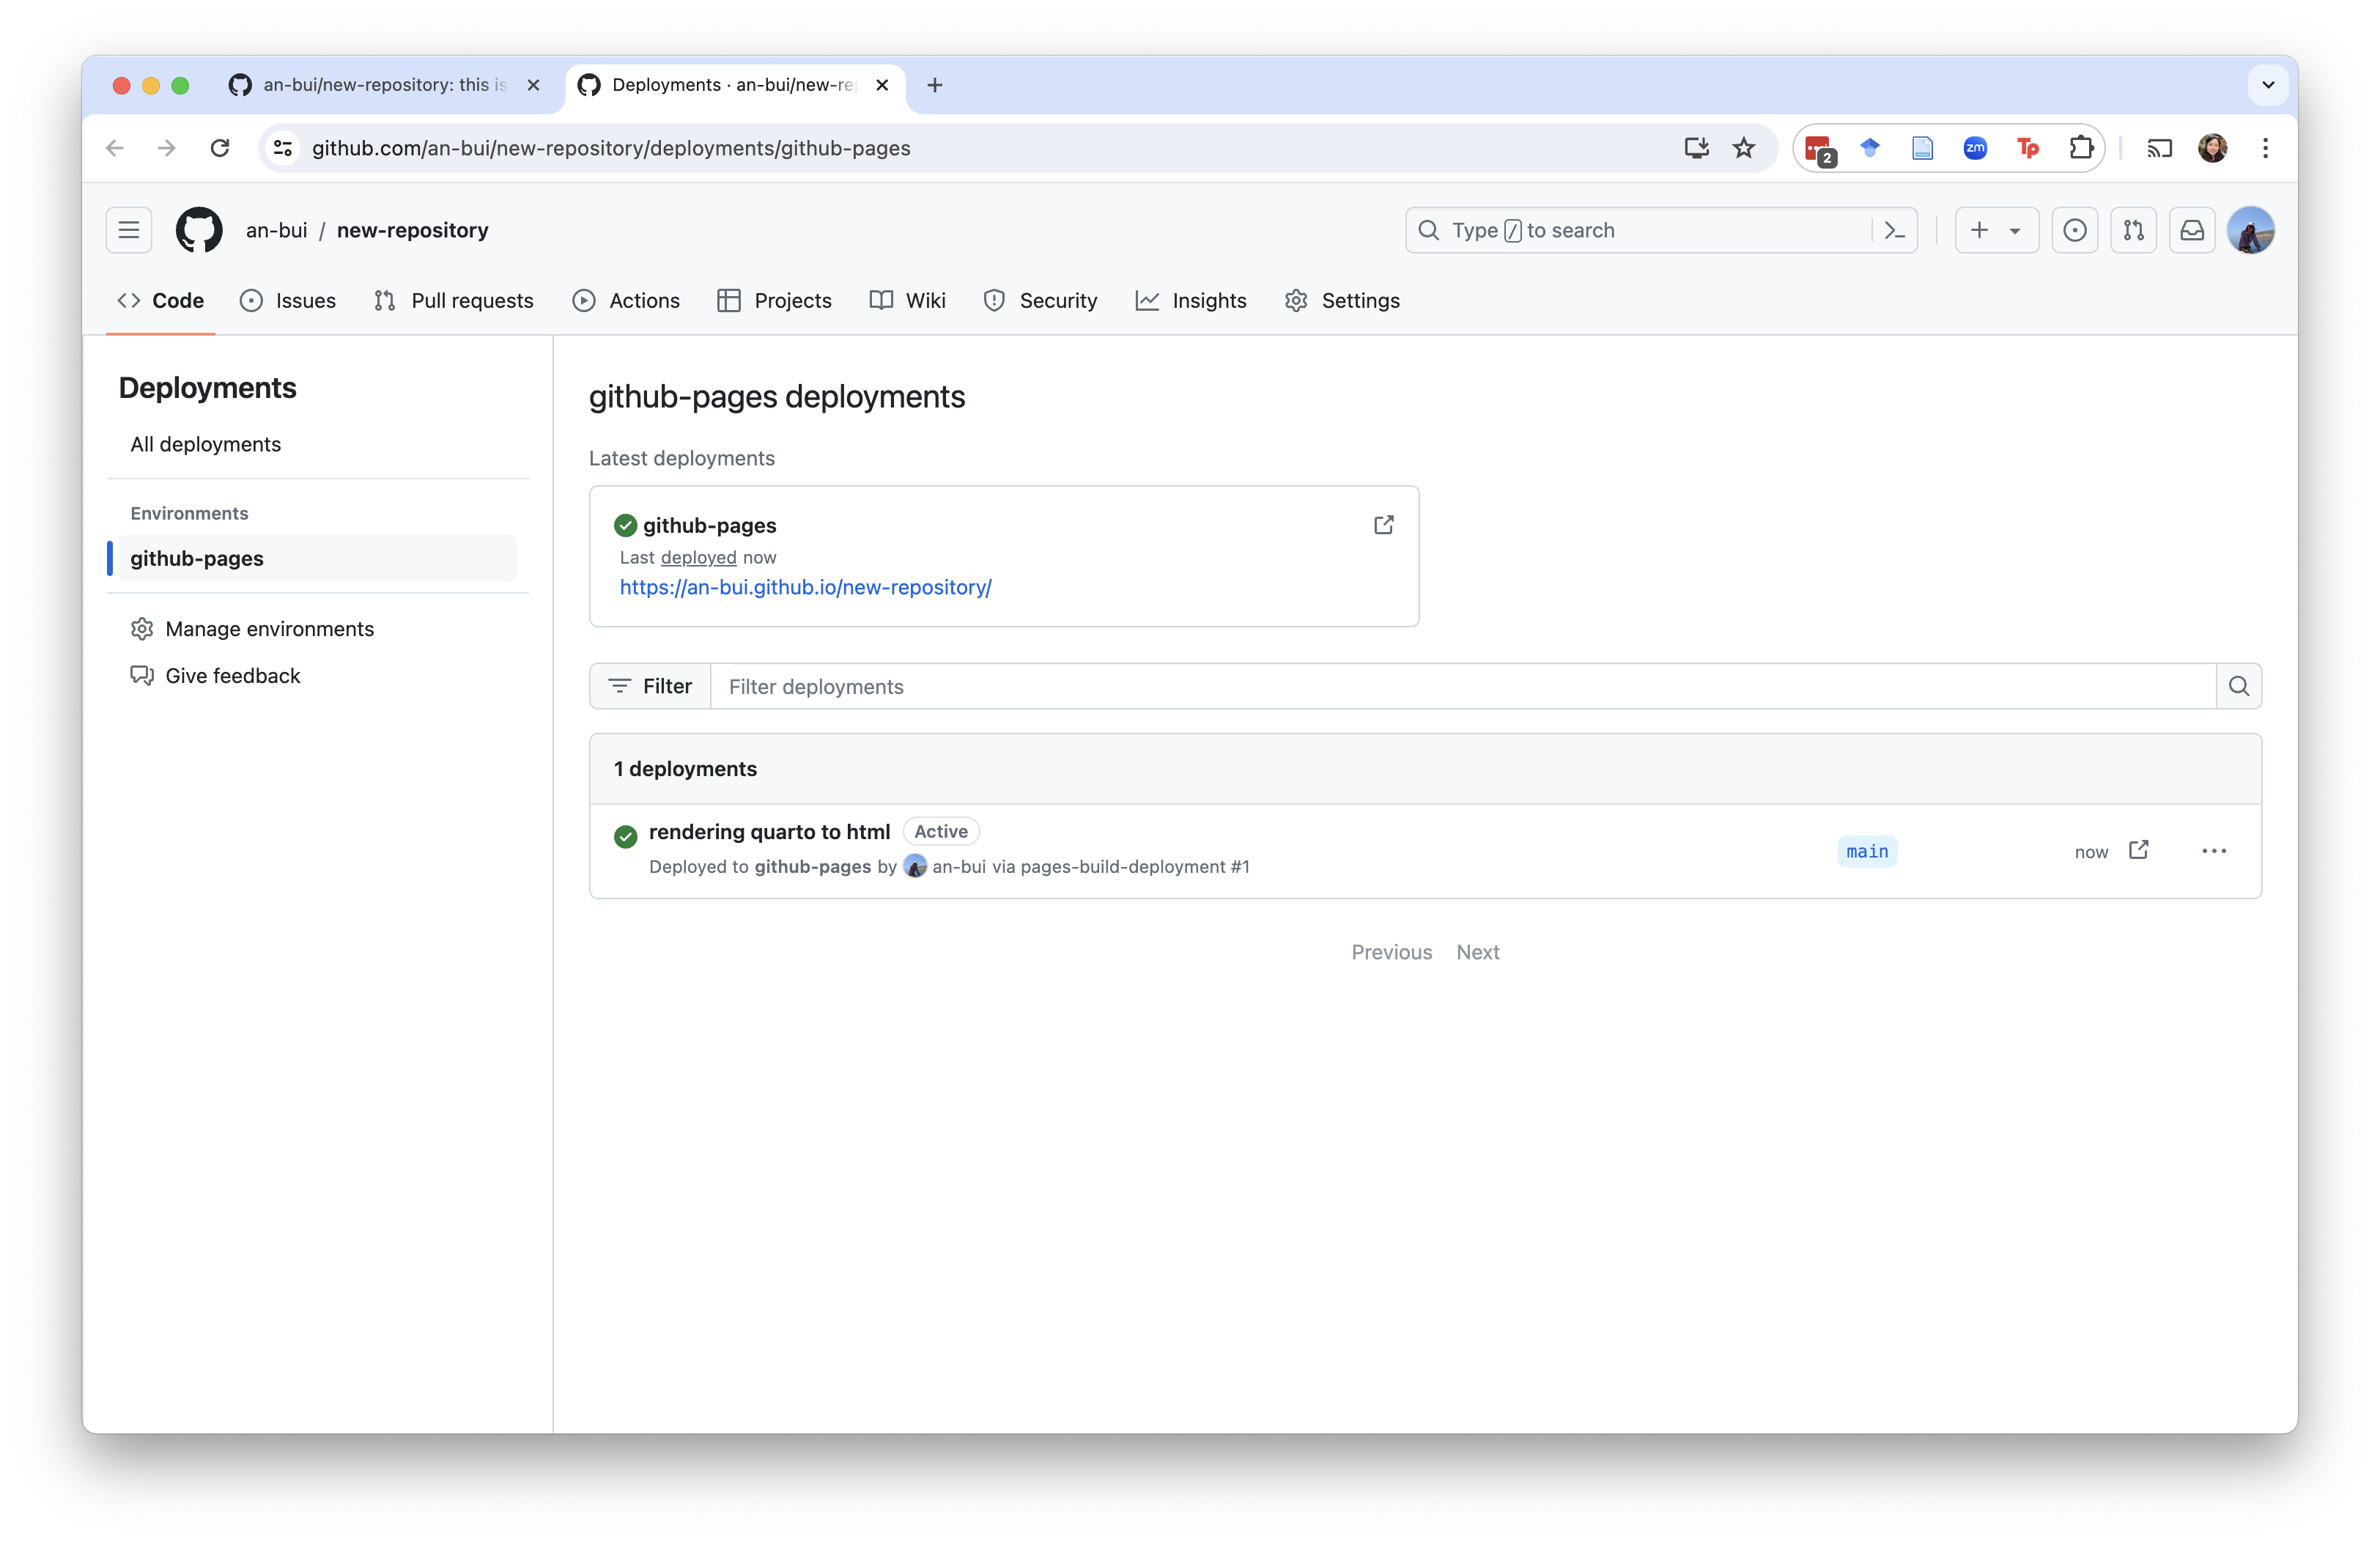 an-bui/new-repository: this is
Deployments · an-bui/new-re
github.com/an-bui/new-repository/deployments/github-pages
2
zm
Tp
an-bui / new-repository
Type / to search
Code Issues Pull requests Actions Projects Wiki Security Insights Settings
Deployments
All deployments
Environments
github-pages
Manage environments
Give feedback
github-pages deployments
Latest deployments
github-pages
Last deployed now
https://an-bui.github.io/new-repository/
Filter Filter deployments
1 deployments
rendering quarto to html Active
Deployed to github-pages by an-bui via pages-build-deployment #1
main now
Previous Next